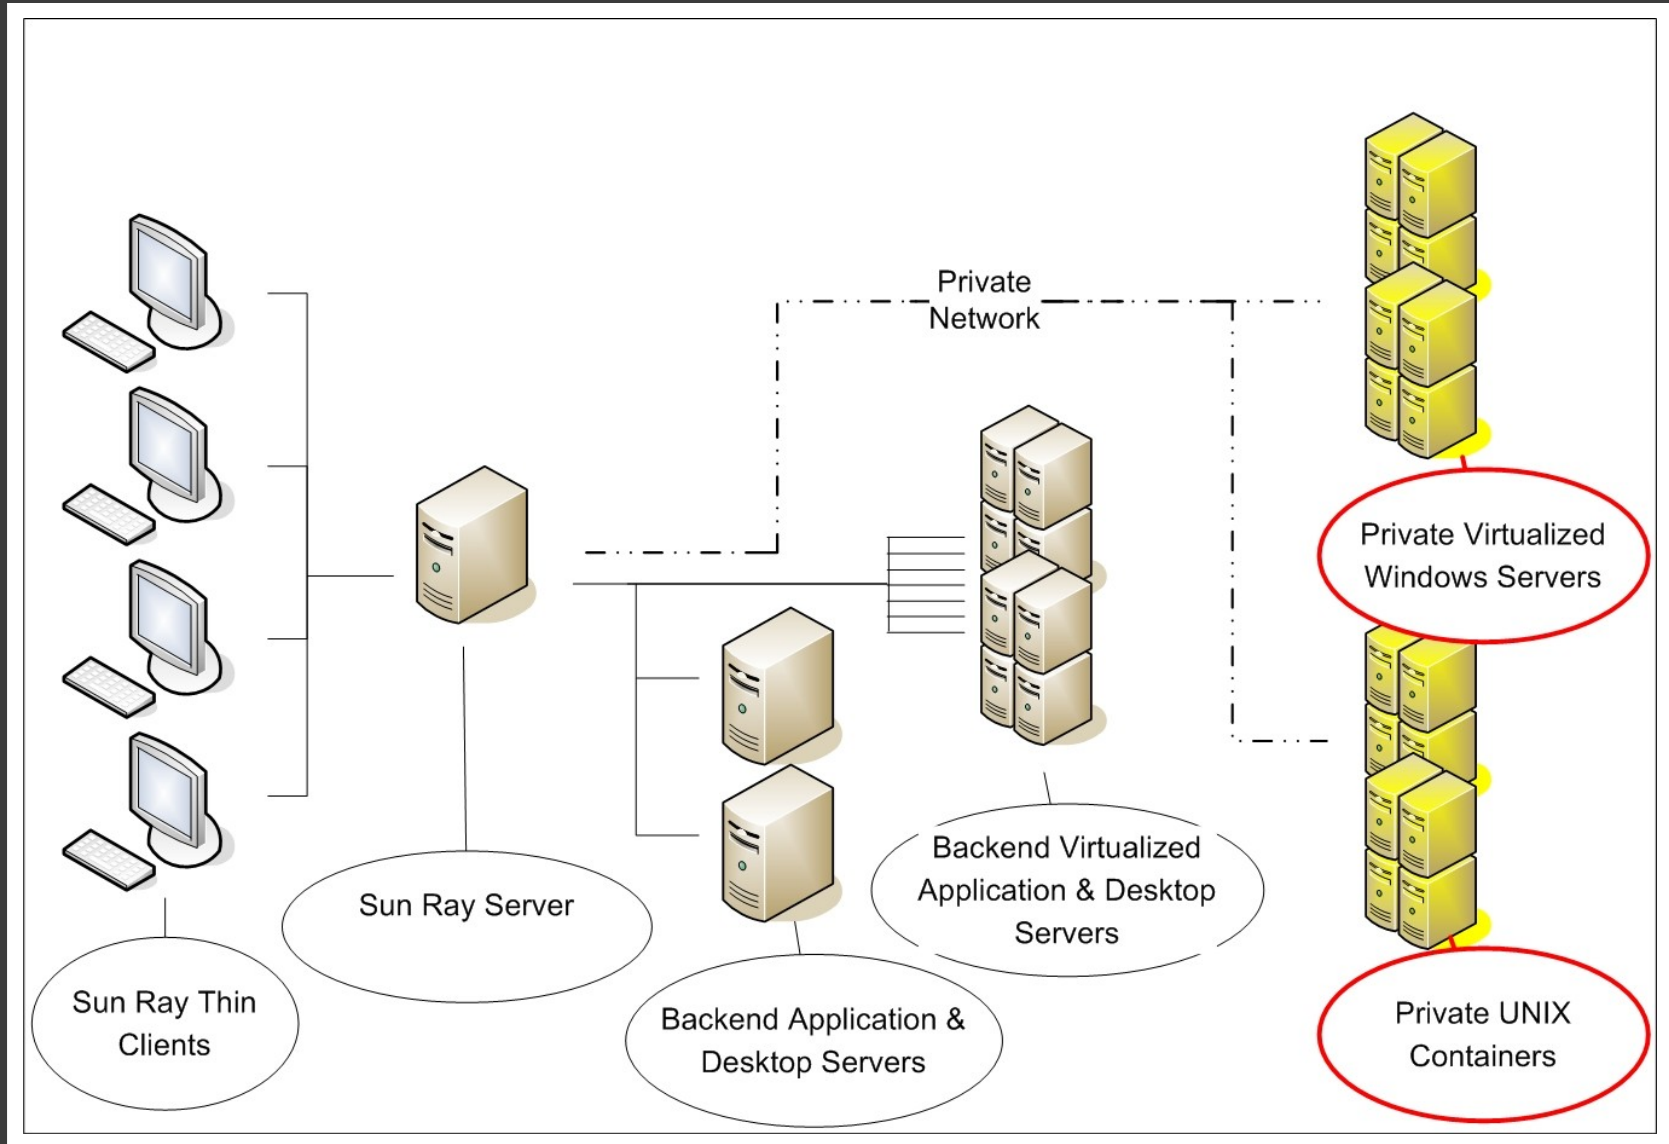 Private
Network
Private Virtualized
Windows Servers
Backend Virtualized
Application & Desktop
Servers
Sun Ray Server
Sun Ray Thin
Clients
Backend Application &
Desktop Servers
Private UNIX
Containers